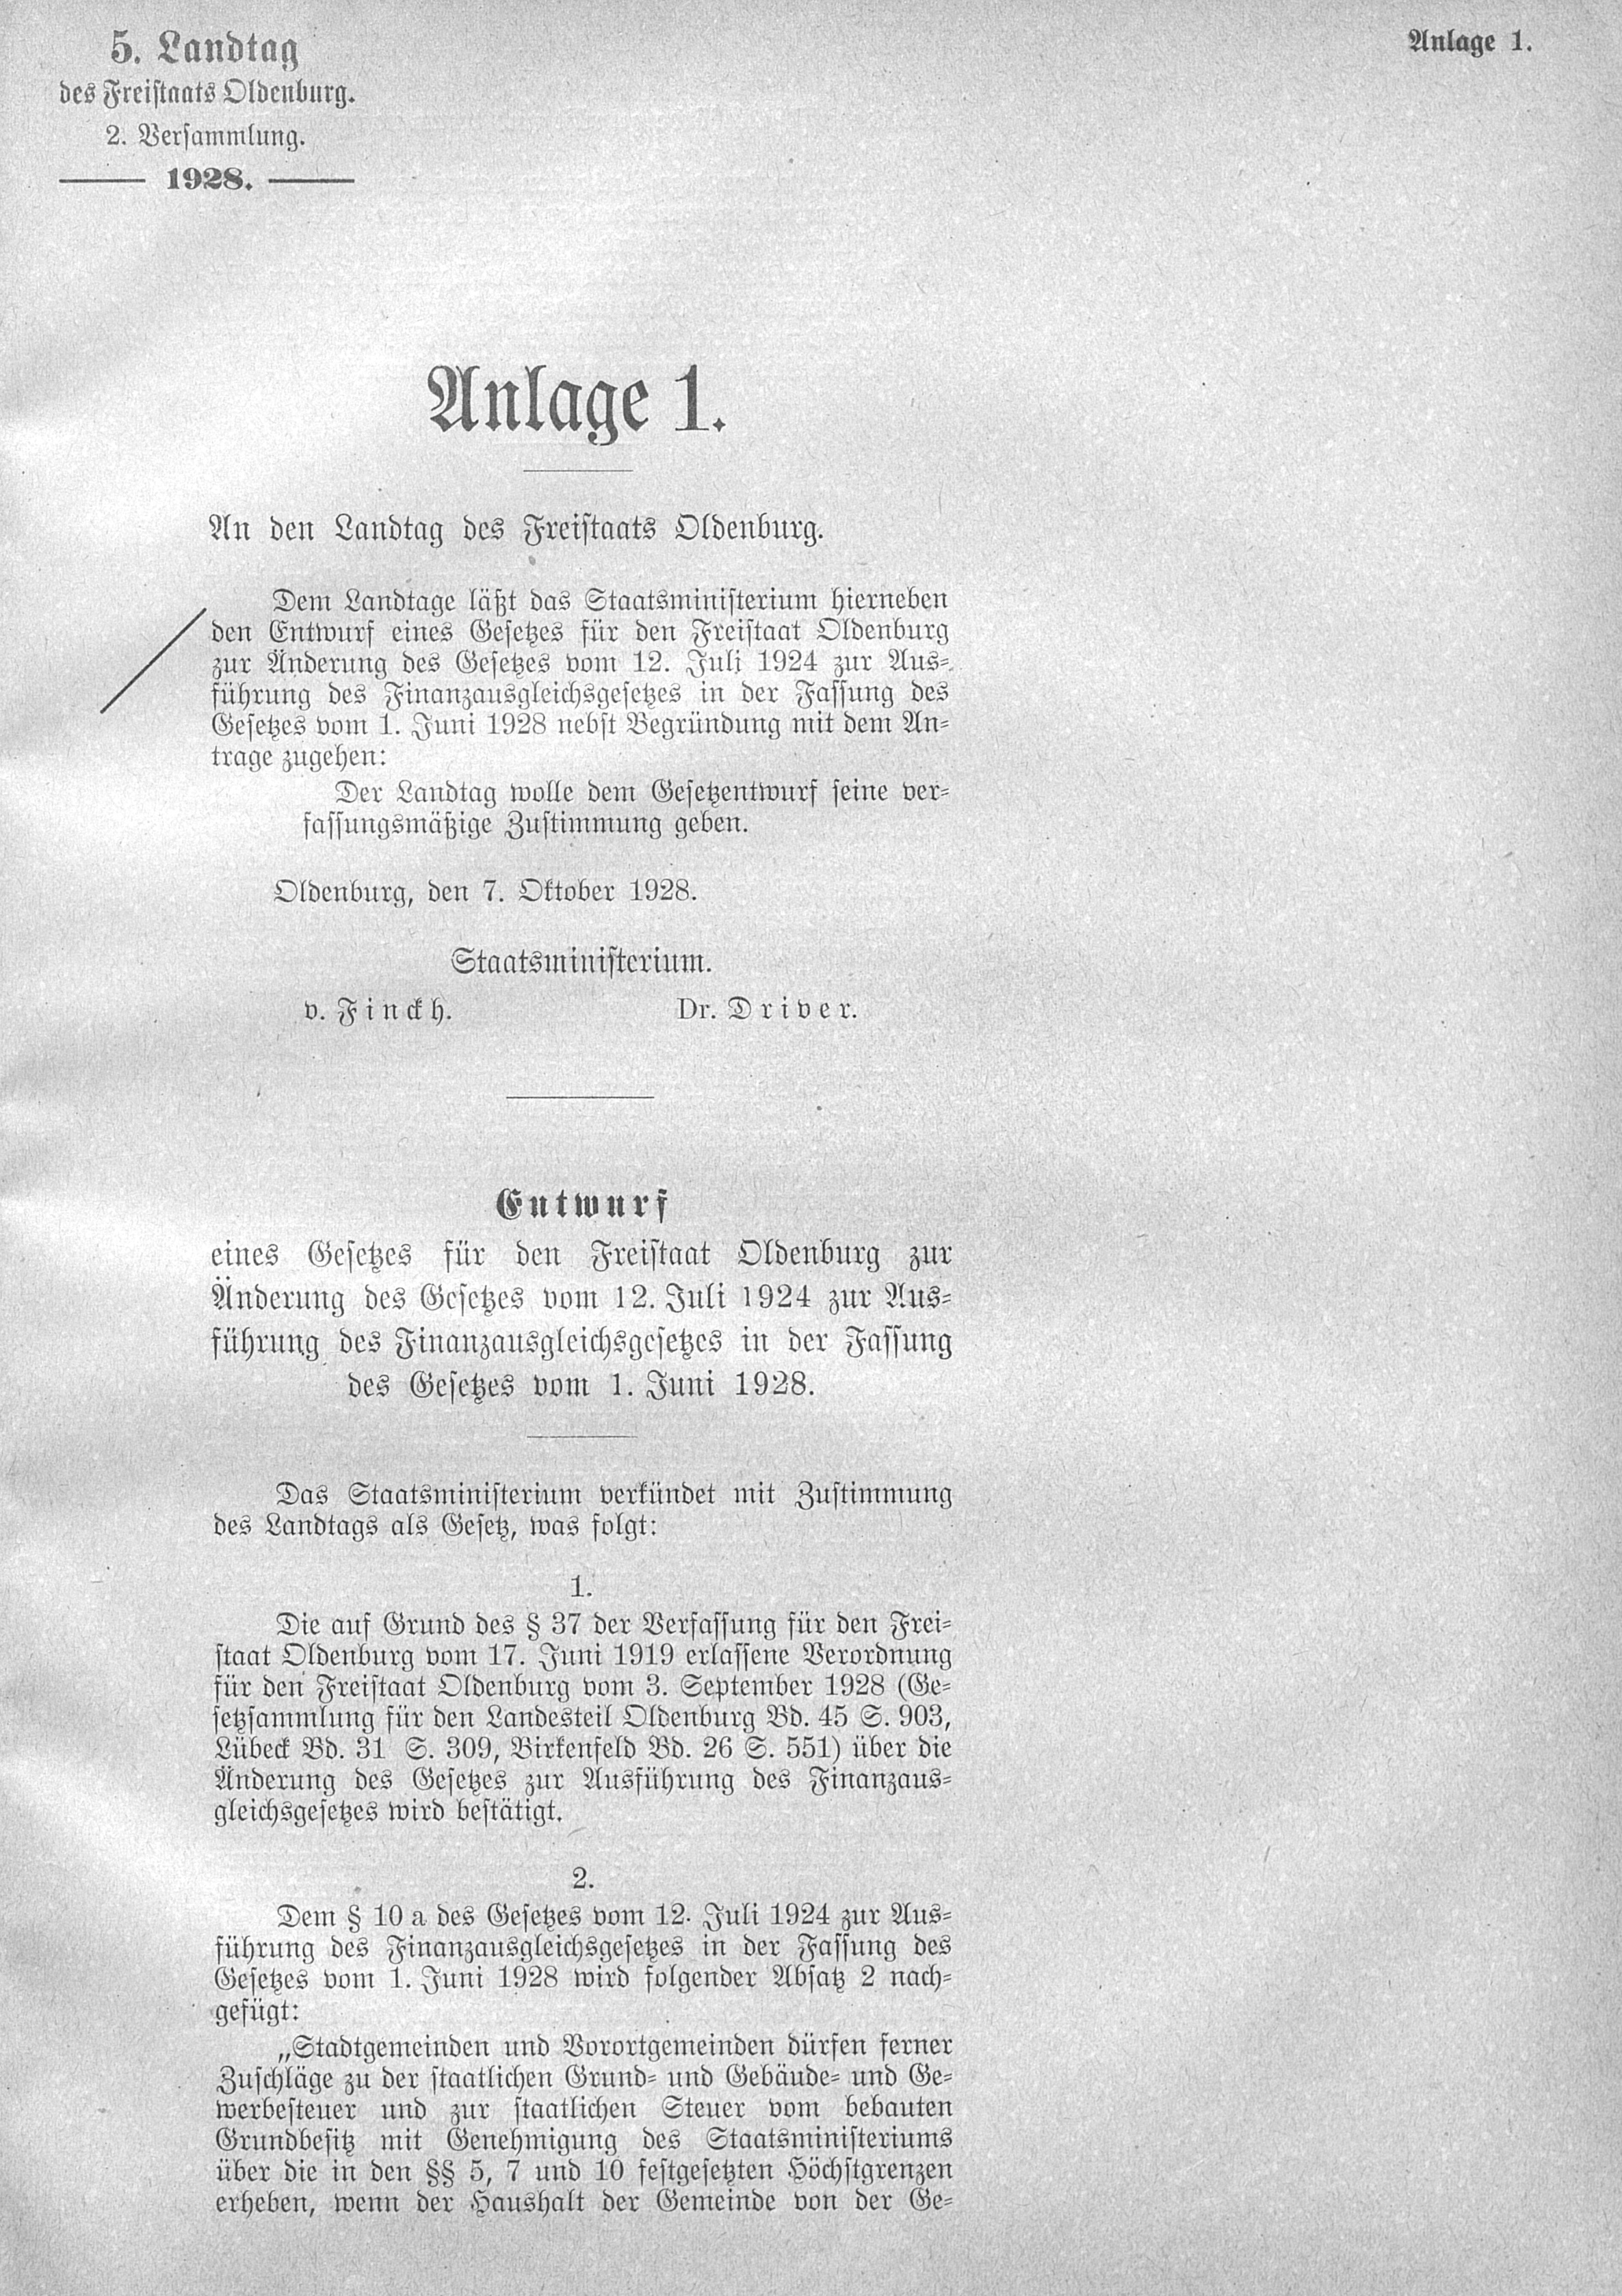 5. Landtag
des Freistaats Oldenburg.
2. Versammlung.
1928.
Anlage 1.
Anlage 1.
An den Landtag des Freistaats Oldenburg.
Dem Landtage läßt das Staatsministerium hierneben
den Entwurf eines Gesetzes für den Freistaat Oldenburg
zur Änderung des Gesetzes vom 12. Juli 1924 zur Aus-
führung des Finanzausgleichsgesetzes in der Fassung des
Gesetzes vom 1. Juni 1928 nebst Begründung mit dem An-
trage zugehen:
Der Landtag wolle dem Gesetzentwurf seine ver-
fassungsmäßige Zustimmung geben.
Oldenburg, den 7. Oktober 1928.
Staatsministerium.
v. Finckh. Dr. Driver.
Entwurf
eines Gesetzes für den Freistaat Oldenburg zur
Änderung des Gesetzes vom 12. Juli 1924 zur Aus-
führung des Finanzausgleichsgesetzes in der Fassung
des Gesetzes vom 1. Juni 1928.
Das Staatsministerium verkündet mit Zustimmung
des Landtags als Gesetz, was folgt:
1.
Die auf Grund des § 37 der Verfassung für den Frei-
staat Oldenburg vom 17. Juni 1919 erlassene Verordnung
für den Freistaat Oldenburg vom 3. September 1928 (Ge-
setzsammlung für den Landesteil Oldenburg Bd. 45 S. 903,
Lübeck Bd. 31 S. 309, Birkenfeld Bd. 26 S. 551) über die
Änderung des Gesetzes zur Ausführung des Finanzaus-
gleichsgesetzes wird bestätigt.
2.
Dem § 10 a des Gesetzes vom 12. Juli 1924 zur Aus-
führung des Finanzausgleichsgesetzes in der Fassung des
Gesetzes vom 1. Juni 1928 wird folgender Absatz 2 nach-
gefügt:
„Stadtgemeinden und Vorortgemeinden dürfen ferner
Zuschläge zu der staatlichen Grund- und Gebäude- und Ge-
werbesteuer und zur staatlichen Steuer vom bebauten
Grundbesitz mit Genehmigung des Staatsministeriums
über die in den §§ 5, 7 und 10 festgesetzten Höchstgrenzen
erheben, wenn der Haushalt der Gemeinde von der Ge-